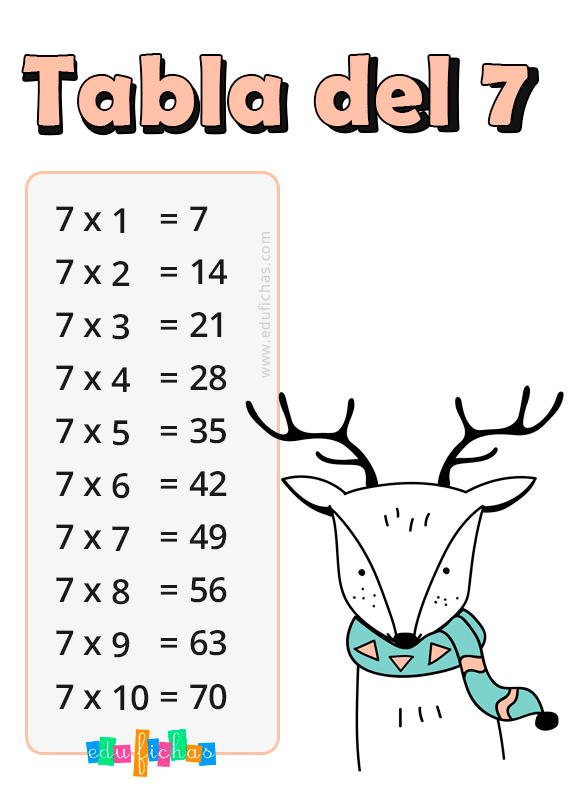 Tabla del 7
7 x 1 = 7
7 x 2 = 14
7 x 3 = 21
7 x 4 = 28
7 x 5 = 35
7 x 6 = 42
7 x 7 = 49
7 x 8 = 56
7 x 9 = 63
7 x 10 = 70
www.edufichas.com
edufichas